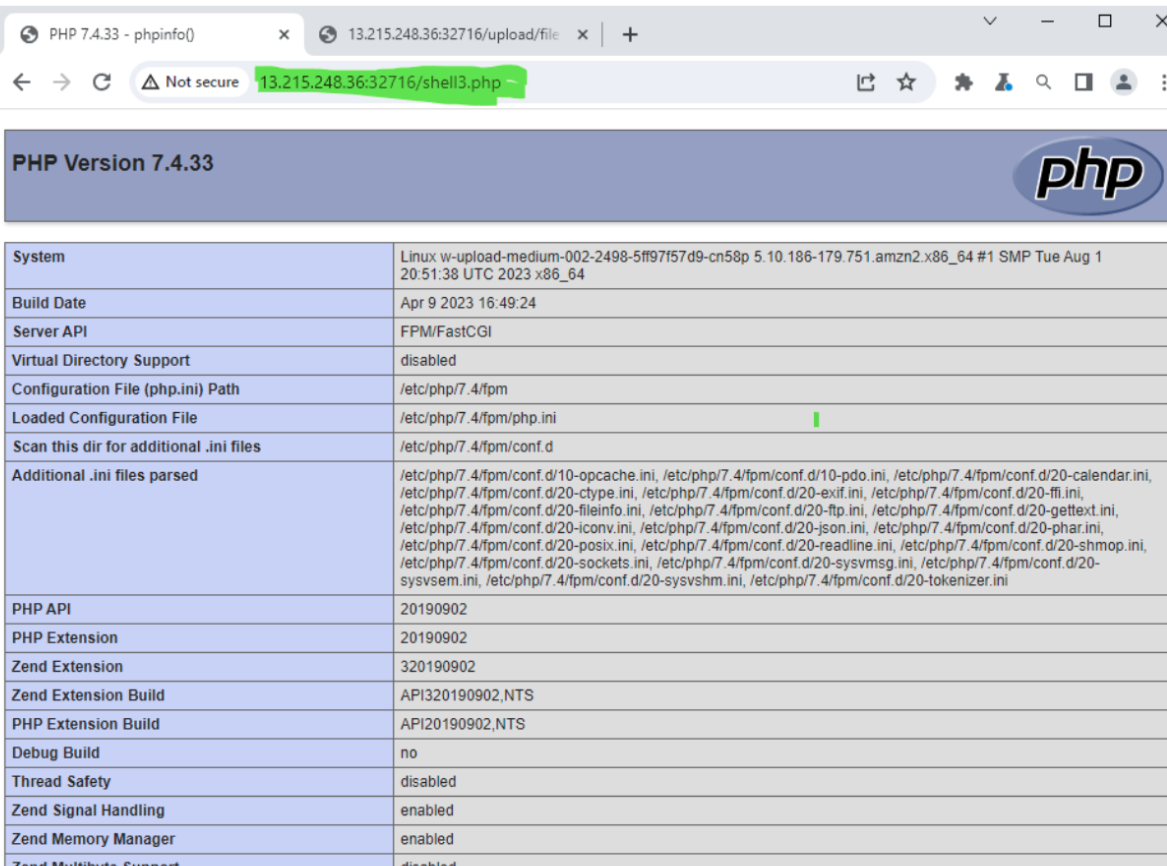 PHP 7.4.33 - phpinfo()
13.215.248.36:32716/upload/file
Not secure
13.215.248.36:32716/shell3.php
PHP Version 7.4.33
php
System
Linux w-upload-medium-002-2498-5ff97f57d9-cn58p 5.10.186-179.751.amzn2.x86_64 #1 SMP Tue Aug 1
20:51:38 UTC 2023 x86_64
Build Date
Apr 9 2023 16:49:24
Server API
FPM/FastCGI
Virtual Directory Support
disabled
Configuration File (php.ini) Path
/etc/php/7.4/fpm
Loaded Configuration File
/etc/php/7.4/fpm/php.ini
Scan this dir for additional .ini files
/etc/php/7.4/fpm/conf.d
Additional .ini files parsed
/etc/php/7.4/fpm/conf.d/10-opcache.ini, /etc/php/7.4/fpm/conf.d/10-pdo.ini, /etc/php/7.4/fpm/conf.d/20-calendar.ini,
/etc/php/7.4/fpm/conf.d/20-ctype.ini, /etc/php/7.4/fpm/conf.d/20-exif.ini, /etc/php/7.4/fpm/conf.d/20-ffi.ini,
/etc/php/7.4/fpm/conf.d/20-fileinfo.ini, /etc/php/7.4/fpm/conf.d/20-ftp.ini, /etc/php/7.4/fpm/conf.d/20-gettext.ini,
/etc/php/7.4/fpm/conf.d/20-iconv.ini, /etc/php/7.4/fpm/conf.d/20-json.ini, /etc/php/7.4/fpm/conf.d/20-phar.ini,
/etc/php/7.4/fpm/conf.d/20-posix.ini, /etc/php/7.4/fpm/conf.d/20-readline.ini, /etc/php/7.4/fpm/conf.d/20-shmop.ini,
/etc/php/7.4/fpm/conf.d/20-sockets.ini, /etc/php/7.4/fpm/conf.d/20-sysvmsg.ini, /etc/php/7.4/fpm/conf.d/20-
sysvsem.ini, /etc/php/7.4/fpm/conf.d/20-sysvshm.ini, /etc/php/7.4/fpm/conf.d/20-tokenizer.ini
PHP API
20190902
PHP Extension
20190902
Zend Extension
320190902
Zend Extension Build
API320190902,NTS
PHP Extension Build
API20190902,NTS
Debug Build
no
Thread Safety
disabled
Zend Signal Handling
enabled
Zend Memory Manager
enabled
Zend Multibyte Support
disabled